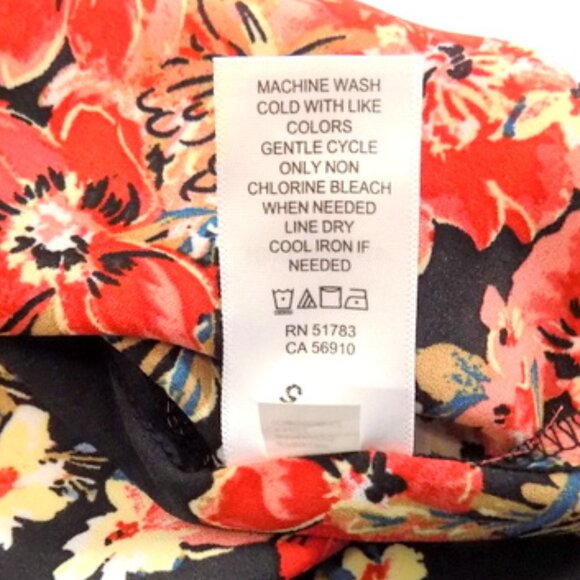 MACHINE WASH
COLD WITH LIKE
COLORS
GENTLE CYCLE
ONLY NON
CHLORINE BLEACH
WHEN NEEDED
LINE DRY
COOL IRON IF
NEEDED
RN 51783
CA 56910
S